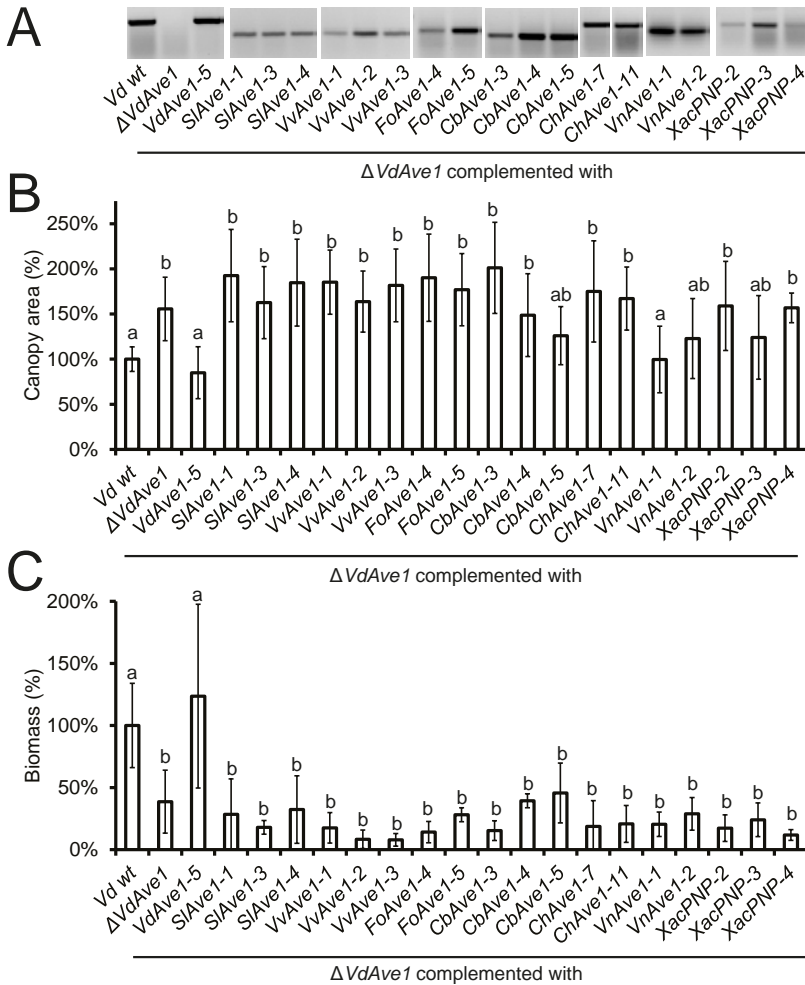 A
Vd wt ΔVdAve1 VdAve1-5 SlAve1-1 SlAve1-3 SlAve1-4 VvAve1-1 VvAve1-2 VvAve1-3 FoAve1-4 FoAve1-5 CbAve1-3 CbAve1-4 CbAve1-5 ChAve1-7 ChAve1-11 VnAve1-1 VnAve1-2 XacPNP-2 XacPNP-3 XacPNP-4
ΔVdAve1 complemented with
B
Canopy area (%)
250%
200%
150%
100%
50%
0%
a b a b b b b b b b b b b ab b b a ab b ab b
Vd wt ΔVdAve1 VdAve1-5 SlAve1-1 SlAve1-3 SlAve1-4 VvAve1-1 VvAve1-2 VvAve1-3 FoAve1-4 FoAve1-5 CbAve1-3 CbAve1-4 CbAve1-5 ChAve1-7 ChAve1-11 VnAve1-1 VnAve1-2 XacPNP-2 XacPNP-3 XacPNP-4
ΔVdAve1 complemented with
C
Biomass (%)
200%
150%
100%
50%
0%
a b a b b b b b b b b b b b b b b b b b b
Vd wt ΔVdAve1 VdAve1-5 SlAve1-1 SlAve1-3 SlAve1-4 VvAve1-1 VvAve1-2 VvAve1-3 FoAve1-4 FoAve1-5 CbAve1-3 CbAve1-4 CbAve1-5 ChAve1-7 ChAve1-11 VnAve1-1 VnAve1-2 XacPNP-2 XacPNP-3 XacPNP-4
ΔVdAve1 complemented with